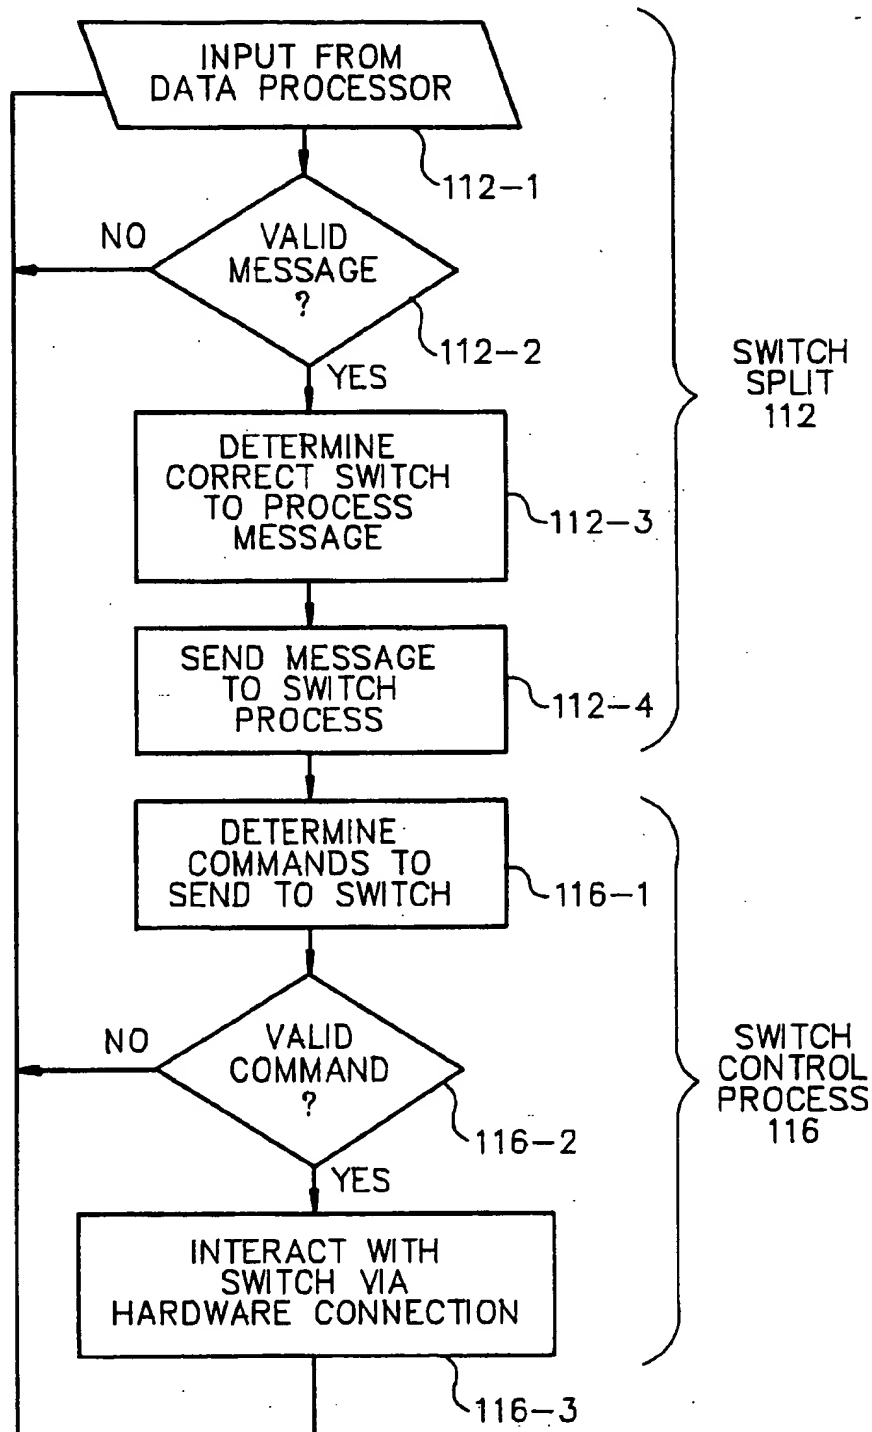 INPUT FROM
DATA PROCESSOR
112-1
NO
VALID
MESSAGE
?
112-2
YES
DETERMINE
CORRECT SWITCH
TO PROCESS
MESSAGE
112-3
SWITCH
SPLIT
112
SEND MESSAGE
TO SWITCH
PROCESS
112-4
DETERMINE
COMMANDS TO
SEND TO SWITCH
116-1
NO
VALID
COMMAND
?
116-2
YES
SWITCH
CONTROL
PROCESS
116
INTERACT WITH
SWITCH VIA
HARDWARE CONNECTION
116-3